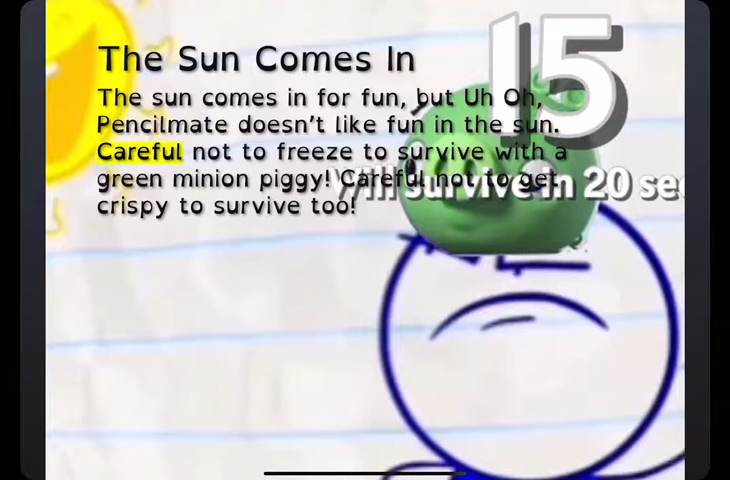 The Sun Comes In
15
The sun comes in for fun, but Uh Oh,
Pencilmate doesn't like fun in the sun.
Careful not to freeze to survive with a
green minion piggy! Careful not to get
crispy to survive too!
survive in 20 se